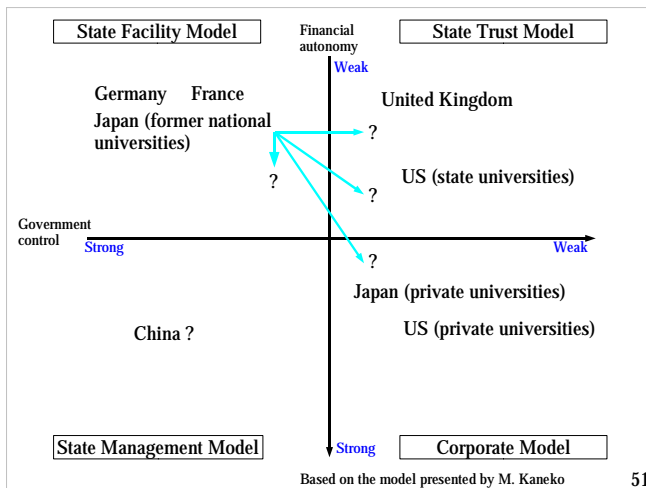 State Facility Model
Financial
autonomy
State Trust Model
Weak
Germany France
Japan (former national
universities)
United Kingdom
?
?
US (state universities)
?
Government
control
Strong
Weak
?
Japan (private universities)
US (private universities)
China ?
State Management Model
Strong
Corporate Model
Based on the model presented by M. Kaneko
51